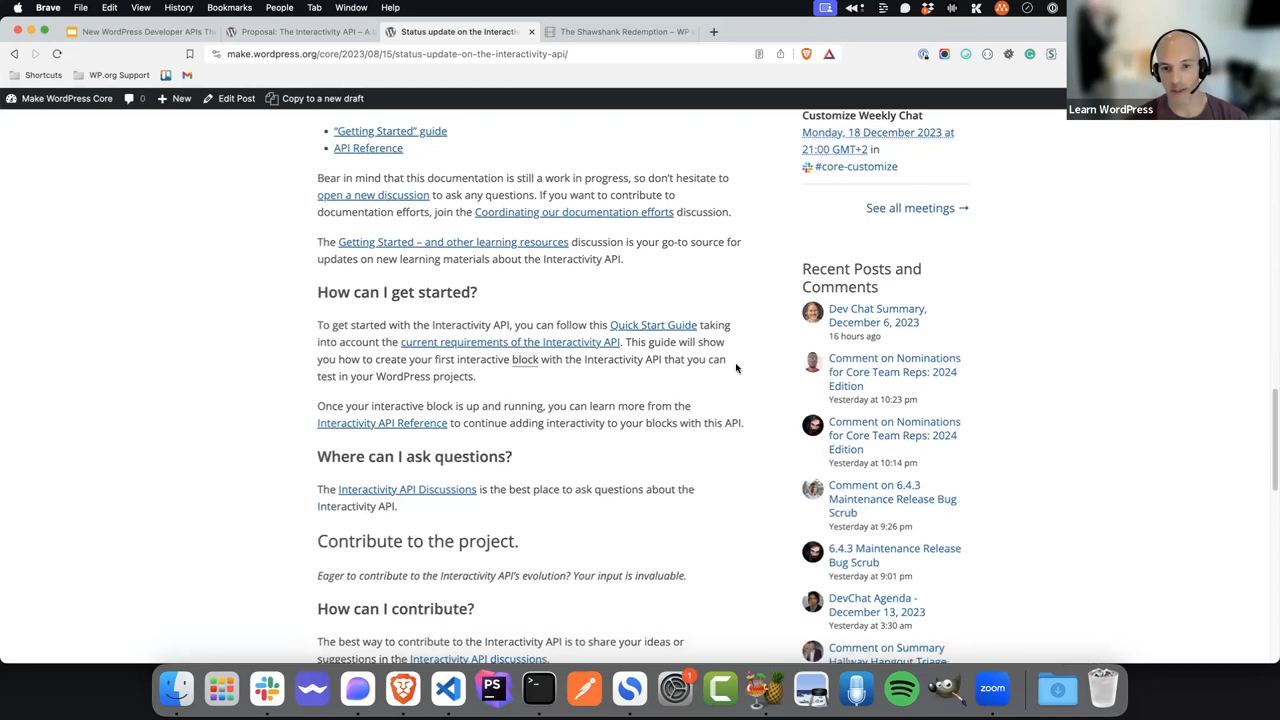 Brave File Edit View History Bookmarks People Tab Window Help
New WordPress Developer APIs Th
Proposal: The Interactivity API – A
Status update on the Interactiv
The Shawshank Redemption – WP
make.wordpress.org/core/2023/08/15/status-update-on-the-interactivity-api/
Shortcuts WP.org Support
Make WordPress Core 0 New Edit Post Copy to a new draft
Learn WordPress
“Getting Started” guide
API Reference
Bear in mind that this documentation is still a work in progress, so don’t hesitate to
open a new discussion to ask any questions. If you want to contribute to
documentation efforts, join the Coordinating our documentation efforts discussion.
The Getting Started – and other learning resources discussion is your go-to source for
updates on new learning materials about the Interactivity API.
How can I get started?
To get started with the Interactivity API, you can follow this Quick Start Guide taking
into account the current requirements of the Interactivity API. This guide will show
you how to create your first interactive block with the Interactivity API that you can
test in your WordPress projects.
Once your interactive block is up and running, you can learn more from the
Interactivity API Reference to continue adding interactivity to your blocks with this API.
Where can I ask questions?
The Interactivity API Discussions is the best place to ask questions about the
Interactivity API.
Contribute to the project.
Eager to contribute to the Interactivity API’s evolution? Your input is invaluable.
How can I contribute?
The best way to contribute to the Interactivity API is to share your ideas or
suggestions in the Interactivity API discussions.
Customize Weekly Chat
Monday, 18 December 2023 at
21:00 GMT+2 in
#core-customize
See all meetings →
Recent Posts and
Comments
Dev Chat Summary,
December 6, 2023
16 hours ago
Comment on Nominations
for Core Team Reps: 2024
Edition
Yesterday at 10:23 pm
Comment on Nominations
for Core Team Reps: 2024
Edition
Yesterday at 10:14 pm
Comment on 6.4.3
Maintenance Release Bug
Scrub
Yesterday at 9:26 pm
6.4.3 Maintenance Release
Bug Scrub
Yesterday at 9:01 pm
DevChat Agenda -
December 13, 2023
Yesterday at 3:30 am
Comment on Summary
Hallway Hangout Triage
PS
1
zoom